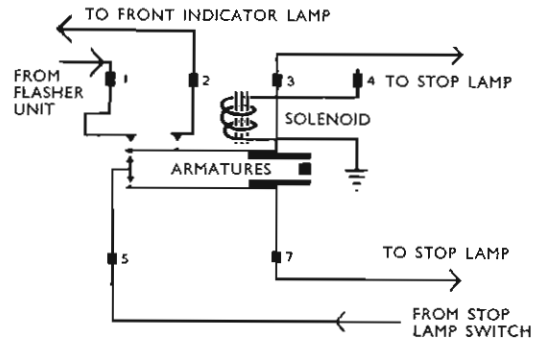 TO FRONT INDICATOR LAMP
FROM
FLASHER
UNIT
1
2
3
4
TO STOP LAMP
SOLENOID
ARMATURES
5
7
TO STOP LAMP
FROM STOP
LAMP SWITCH